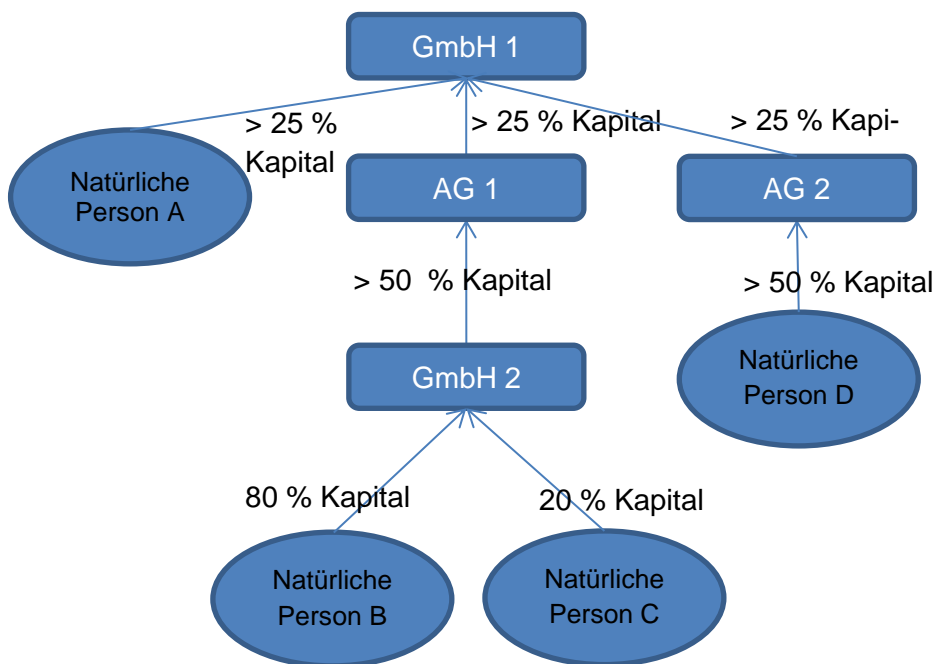 GmbH 1
> 25 %
Kapital
> 25 % Kapital
> 25 % Kapi-
Natürliche
Person A
AG 1
AG 2
> 50  % Kapital
> 50 % Kapital
GmbH 2
Natürliche
Person D
80 % Kapital
20 % Kapital
Natürliche
Person B
Natürliche
Person C